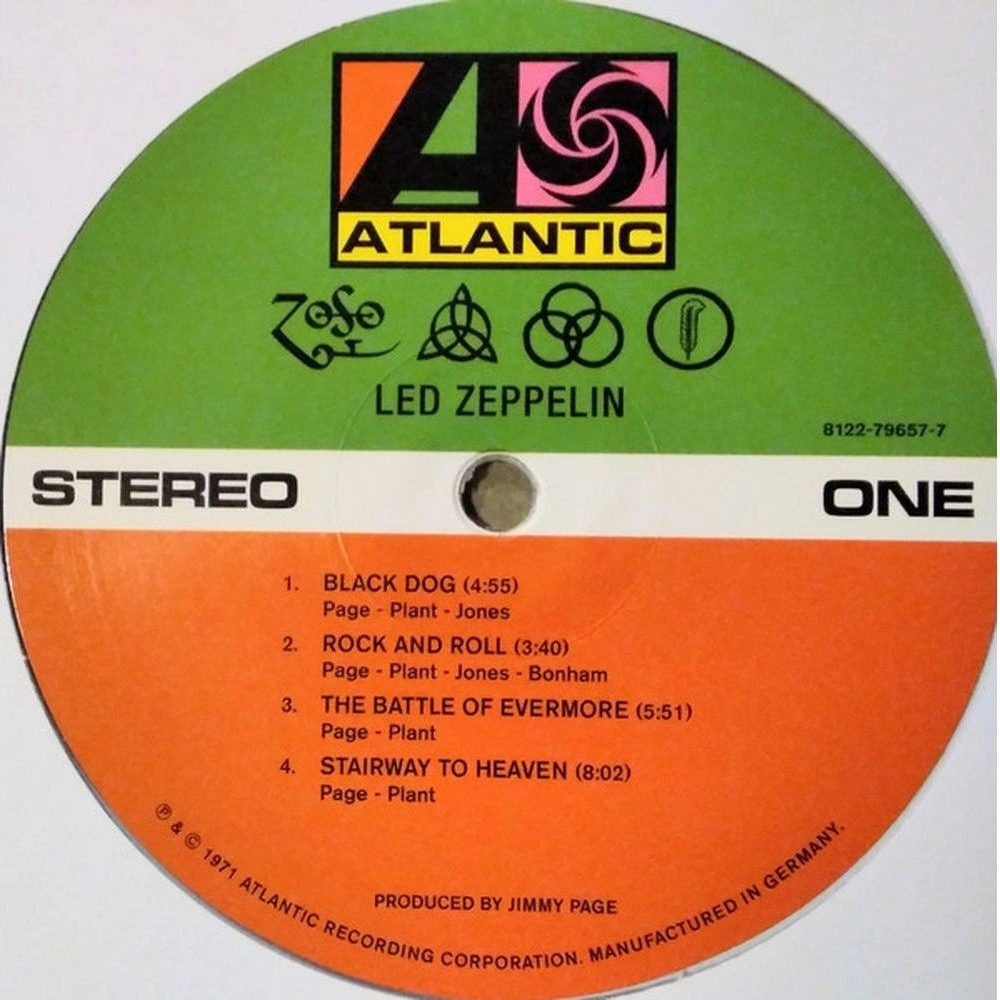 ATLANTIC
LED ZEPPELIN
8122-79657-7
STEREO
ONE
1. BLACK DOG (4:55)
Page - Plant - Jones
2. ROCK AND ROLL (3:40)
Page - Plant - Jones - Bonham
3. THE BATTLE OF EVERMORE (5:51)
Page - Plant
4. STAIRWAY TO HEAVEN (8:02)
Page - Plant
PRODUCED BY JIMMY PAGE
℗ & © 1971 ATLANTIC RECORDING CORPORATION. MANUFACTURED IN GERMANY.